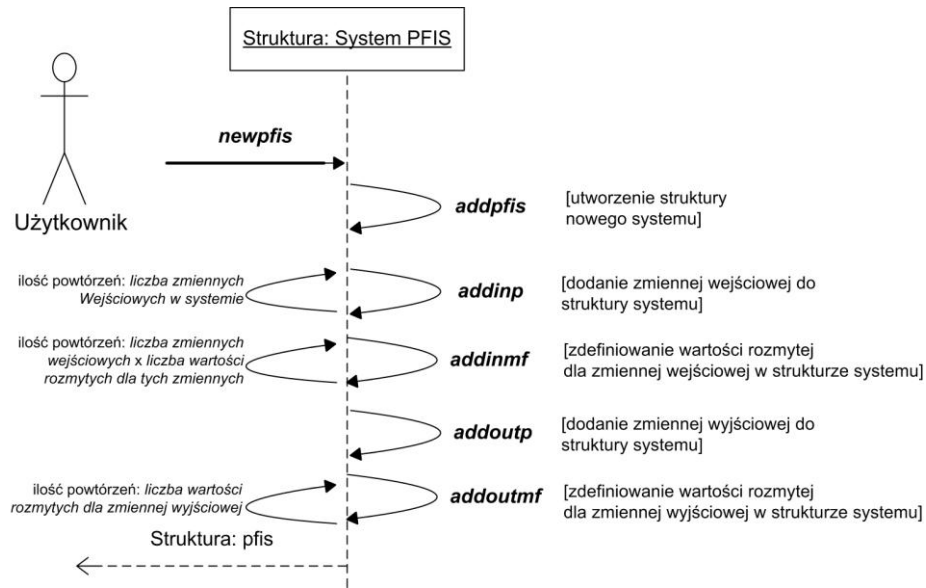 Struktura: System PFIS
newpfis
Użytkownik
addpfis
[utworzenie struktury
nowego systemu]
ilość powtórzeń: liczba zmiennych
Wejściowych w systemie
addinp
[dodanie zmiennej wejściowej do
struktury systemu]
ilość powtórzeń: liczba zmiennych
wejściowych x liczba wartości
rozmytych dla tych zmiennych
addinmf
[zdefiniowanie wartości rozmytej
dla zmiennej wejściowej w strukturze systemu]
addoutp
[dodanie zmiennej wyjściowej do
struktury systemu]
ilość powtórzeń: liczba wartości
rozmytych dla zmiennej wyjściowej
addoutmf
[zdefiniowanie wartości rozmytej
dla zmiennej wyjściowej w strukturze systemu]
Struktura: pfis